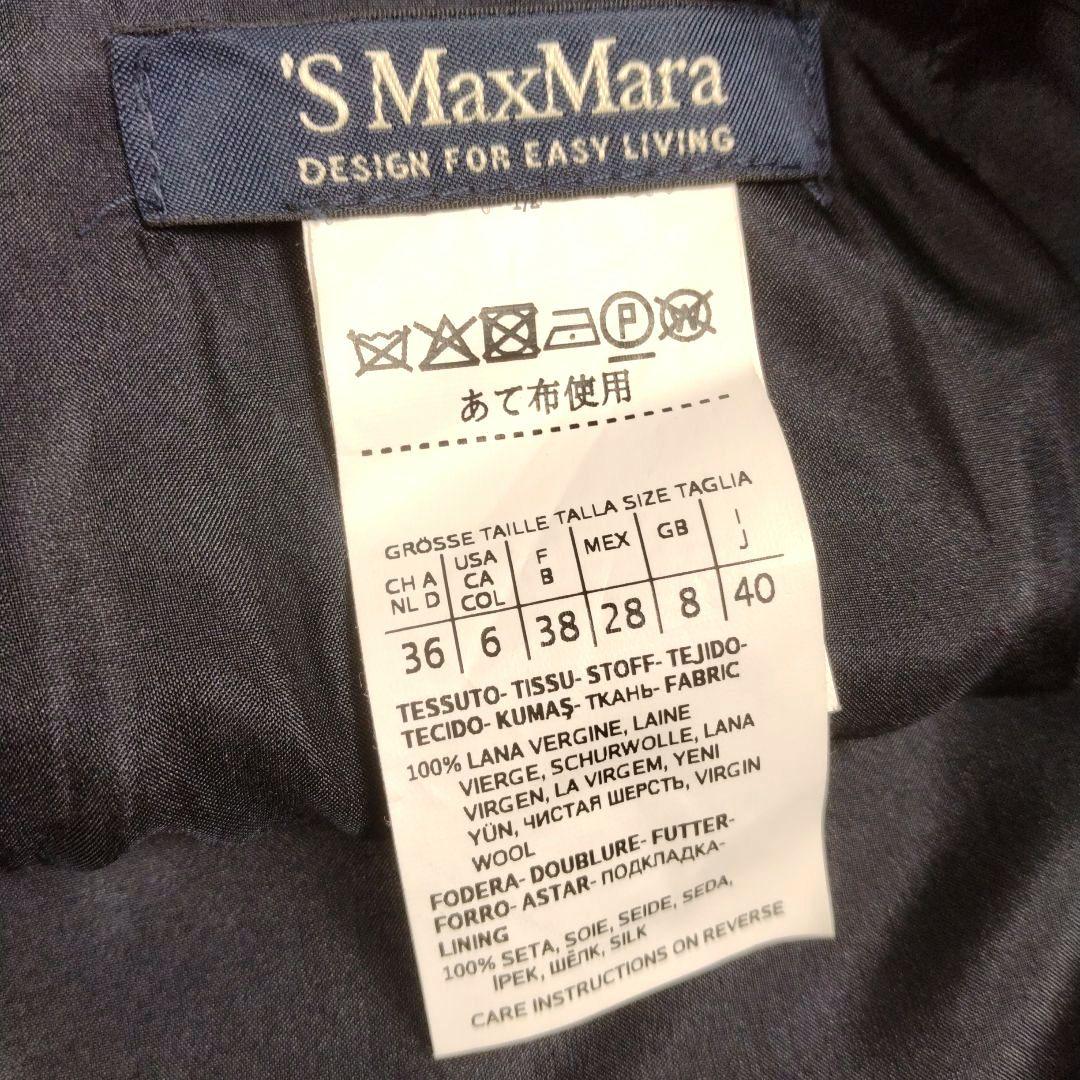 'S MaxMara
DESIGN FOR EASY LIVING
P W
あて布使用
GRÖSSE TAILLE TALLA SIZE TAGLIA
CH A NL D
USA CA COL
F B
MEX
GB
I J
36 6 38 28 8 40
TESSUTO- TISSU- STOFF- TEJIDO-
TECIDO- KUMAŞ- ТКАНЬ- FABRIC
100% LANA VERGINE, LAINE
VIERGE, SCHURWOLLE, LANA
VIRGEN, LA VIRGEM, YENI
YÜN, ЧИСТАЯ ШЕРСТЬ, VIRGIN
WOOL
FODERA- DOUBLURE- FUTTER-
FORRO- ASTAR- ПОДКЛАДКА-
LINING
100% SETA, SOIE, SEIDE, SEDA,
İPEK, ШЁЛК, SILK
CARE INSTRUCTIONS ON REVERSE